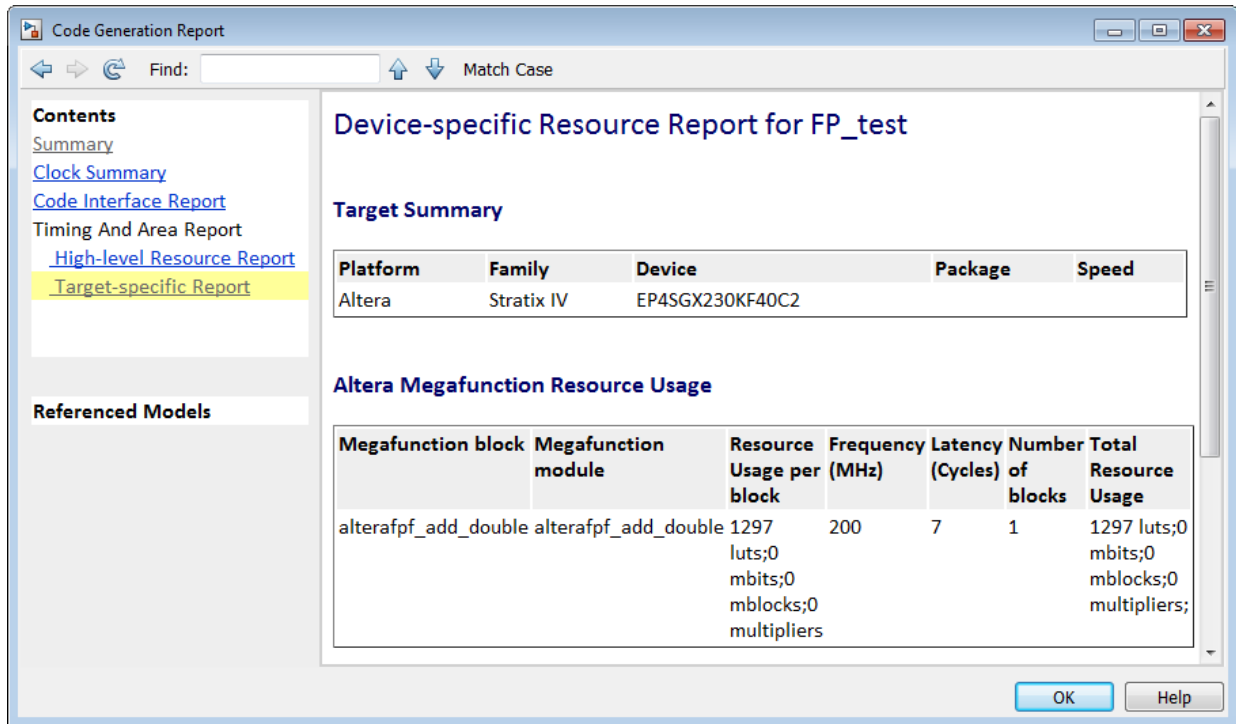 Code Generation Report
Find:
Match Case
Contents
Summary
Clock Summary
Code Interface Report
Timing And Area Report
High-level Resource Report
Target-specific Report
Referenced Models
Device-specific Resource Report for FP_test
Target Summary
Platform Family Device Package Speed
Altera Stratix IV EP4SGX230KF40C2
Altera Megafunction Resource Usage
Megafunction block Megafunction Resource Frequency Latency Number Total
module Usage per (MHz) (Cycles) of Resource
block blocks Usage
alterafpf_add_double alterafpf_add_double 1297 200 7 1 1297 luts;0
luts;0 mbits;0
mbits;0 mblocks;0
mblocks;0 multipliers;
multipliers
OK Help